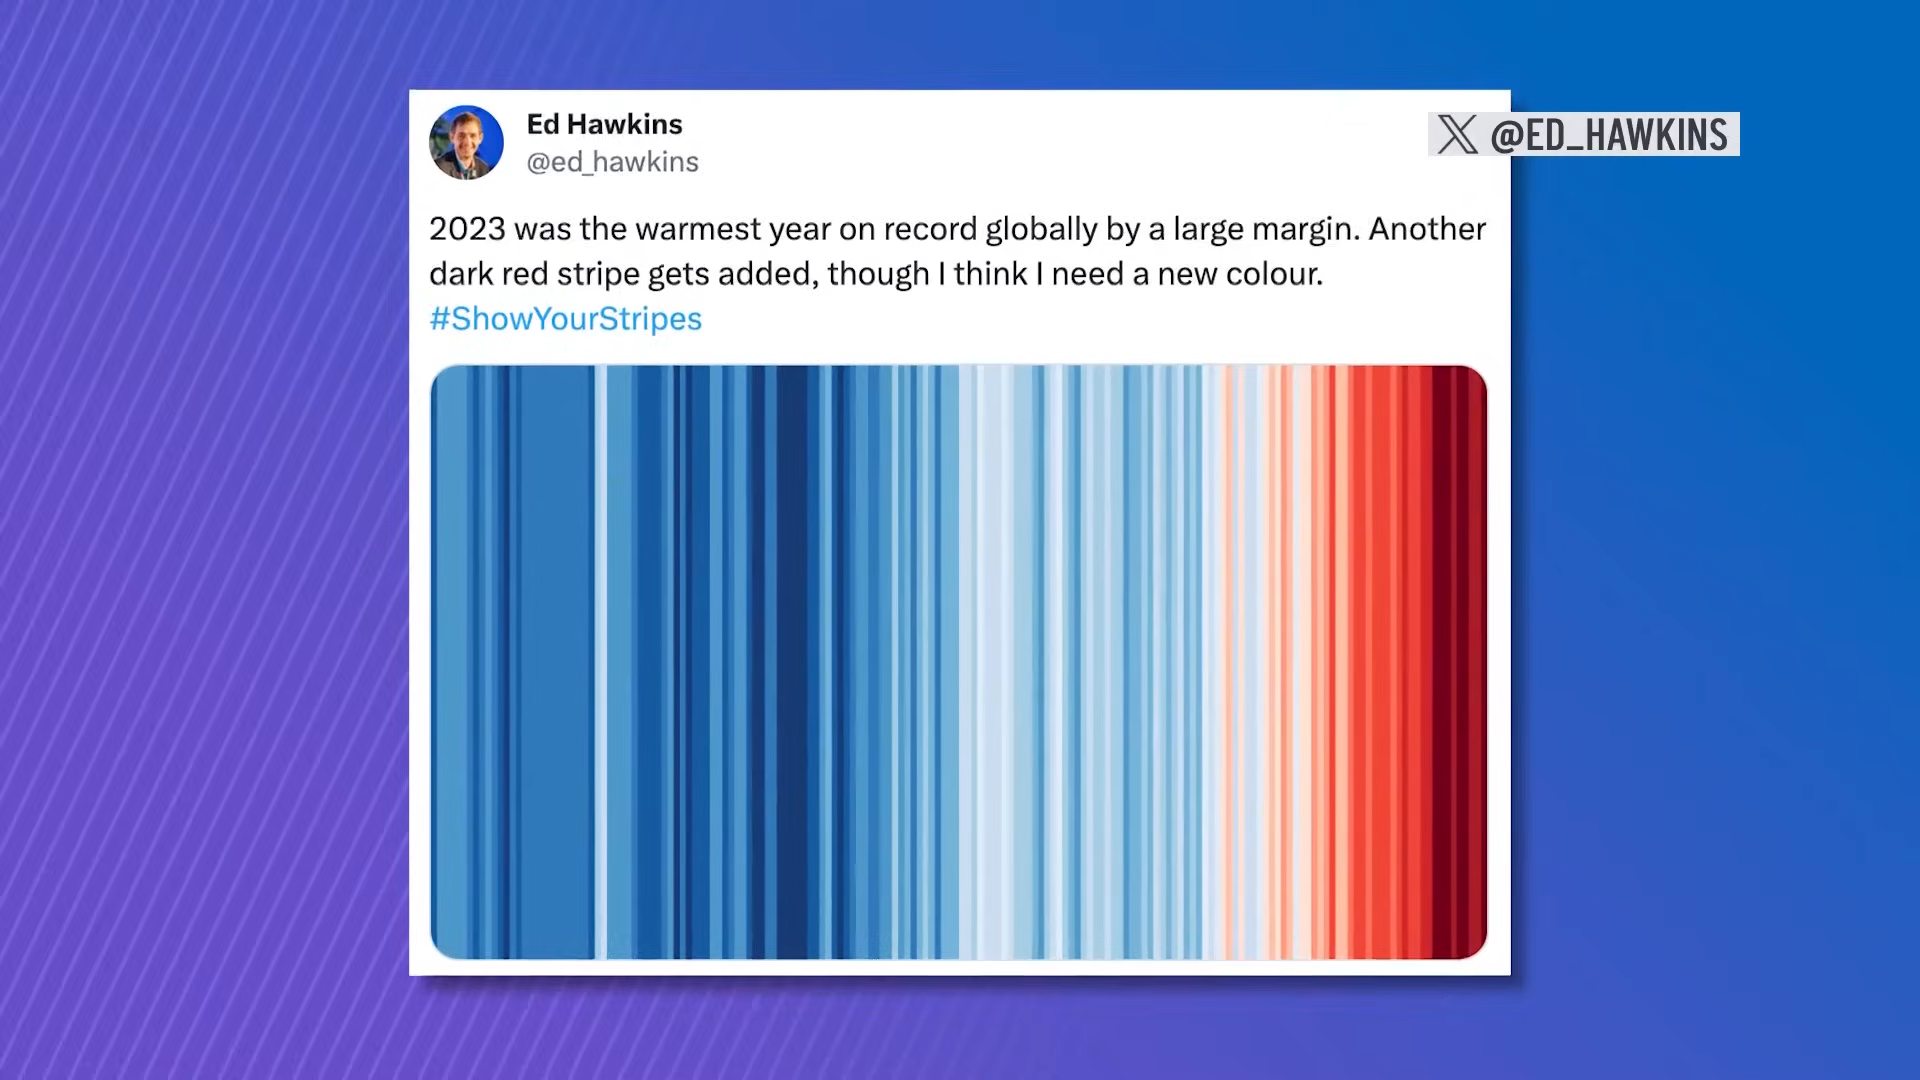 Ed Hawkins
@ed_hawkins
X @ED_HAWKINS
2023 was the warmest year on record globally by a large margin. Another
dark red stripe gets added, though I think I need a new colour.
#ShowYourStripes